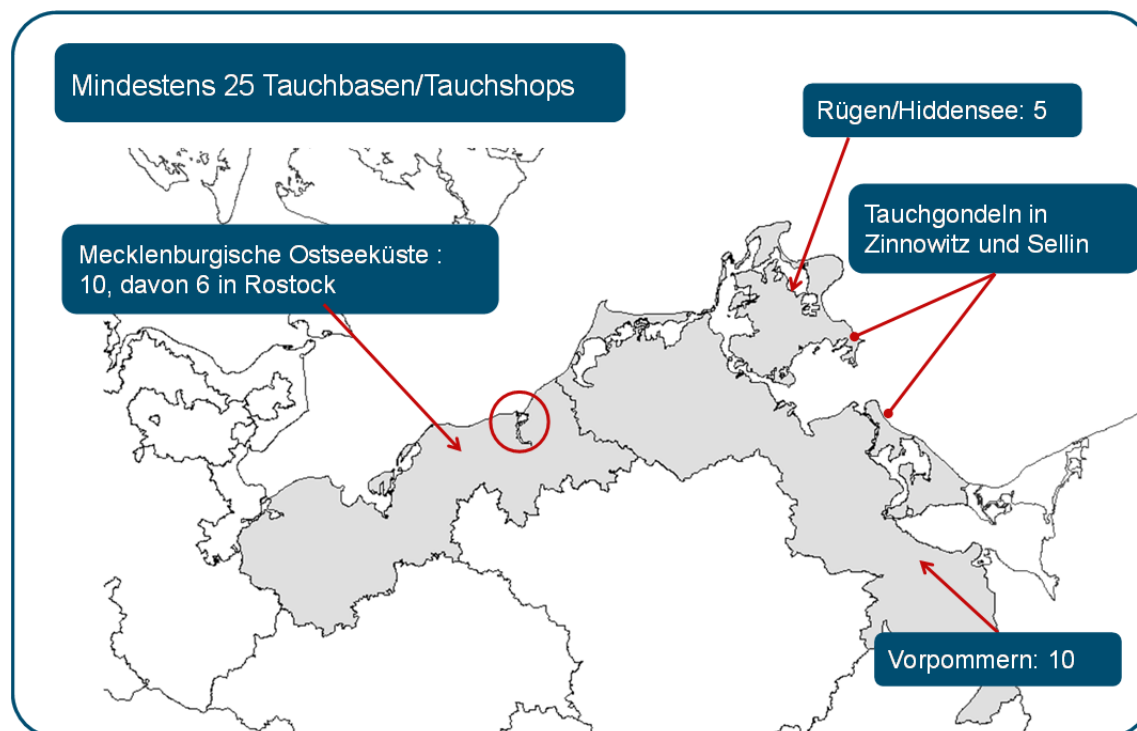 Mindestens 25 Tauchbasen/Tauchshops
Rügen/Hiddensee: 5
Tauchgondeln in
Zinnowitz und Sellin
Mecklenburgische Ostseeküste :
10, davon 6 in Rostock
Vorpommern: 10